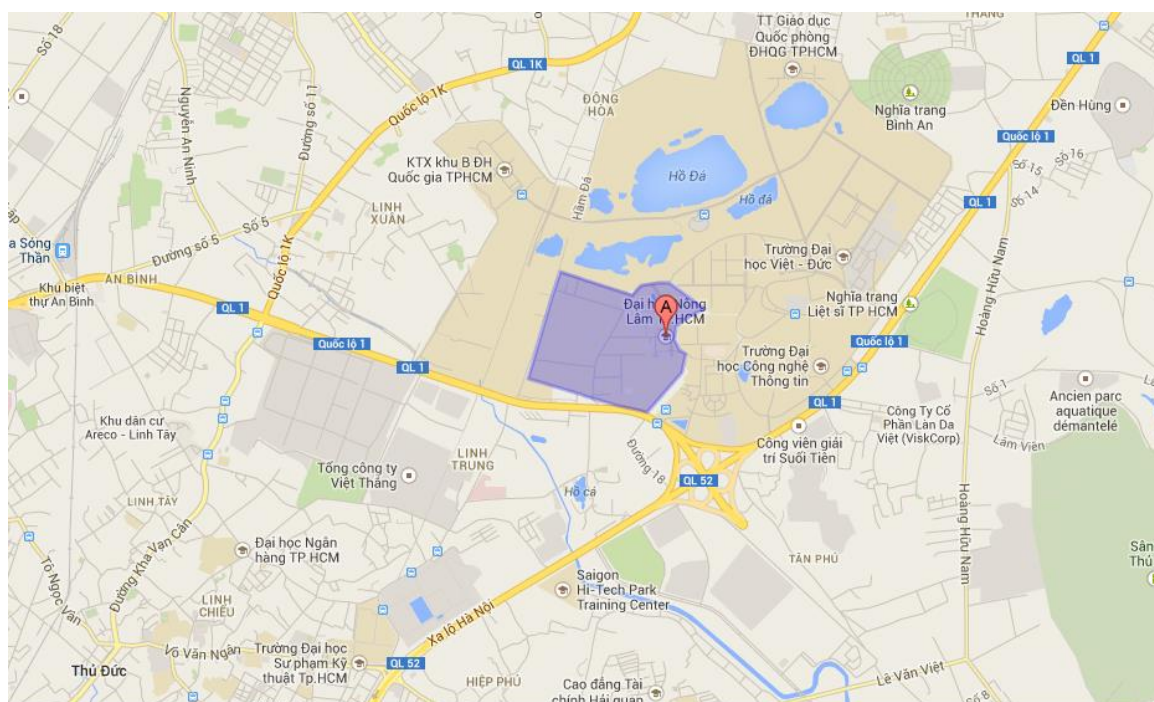 Số 18
QL 1K
Quốc lộ 1K
Nguyễn An Ninh
Đường số 11
TT Giáo dục
Quốc phòng
ĐHQG TPHCM
QL 1
ĐÔNG
HÒA
Nghĩa trang
Bình An
Đền Hùng
Quốc lộ 1
Số 15
Số 16
Số 14
KTX khu B ĐH
Quốc gia TPHCM
Hồ Đá
Hồ đá
Hầm Đá
LINH
XUÂN
QL 1
Đường số 5
Số 5
a Sóng
Thần
Quốc lộ 1K
AN BÌNH
Khu biệt
thự An Bình
Trường Đại
học Việt - Đức
Hoàng Hữu Nam
Đại học Nông
Lâm TP.HCM
A
Nghĩa trang
Liệt sĩ TP HCM
QL 1
Quốc lộ 1
Quốc lộ 1
QL 1
Trường Đại
học Công nghệ
Thông tin
Số 1
Ancien parc
aquatique
démantelé
QL 1
Công Ty Cổ
Phần Làn Da
Việt (ViskCorp)
Lâm Viên
Khu dân cư
Areco - Linh Tây
Công viên giải
trí Suối Tiên
Đường 18
LINH
TRUNG
Tổng công ty
Việt Thắng
QL 52
Hồ cá
LINH TÂY
Đường Kha Vạn Cân
Hoàng Hữu Nam
Đại học Ngân
hàng TP HCM
TÂN PHÚ
Sân
Thủ
Tô Ngọc Vân
Saigon
Hi-Tech Park
Training Center
LINH
CHIỂU
Xa lộ Hà Nội
Võ Văn Ngân
Thủ Đức
Trường Đại học
Sư phạm Kỹ
thuật Tp.HCM
QL 52
HIỆP PHÚ
Lê Văn Việt
Cao đẳng Tài
chính Hải quan
Số 8